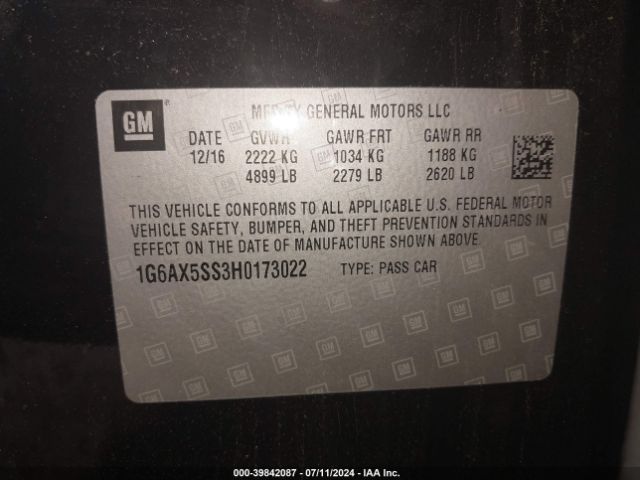 GM
MFD BY GENERAL MOTORS LLC
DATE GVWR GAWR FRT GAWR RR
12/16 2222 KG 1034 KG 1188 KG
4899 LB 2279 LB 2620 LB
THIS VEHICLE CONFORMS TO ALL APPLICABLE U.S. FEDERAL MOTOR
VEHICLE SAFETY, BUMPER, AND THEFT PREVENTION STANDARDS IN
EFFECT ON THE DATE OF MANUFACTURE SHOWN ABOVE.
1G6AX5SS3H0173022 TYPE: PASS CAR
000-39842087 - 07/11/2024 - IAA Inc.